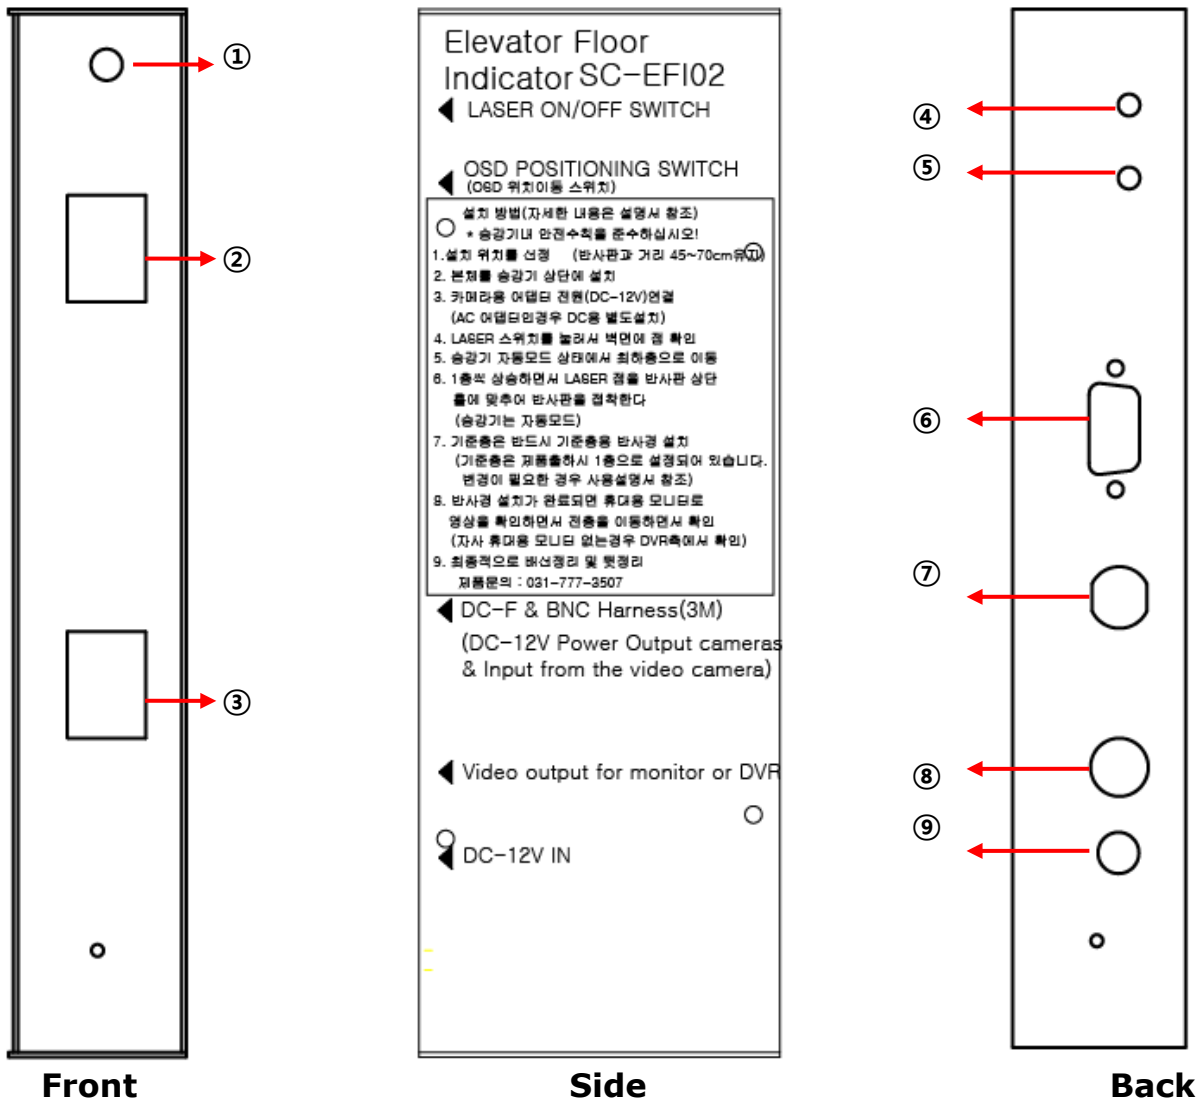 ①
②
③
Front
Elevator Floor
Indicator SC-EFI02
LASER ON/OFF SWITCH
OSD POSITIONING SWITCH
(OSD 위치이동 스위치)
설치 방법(자세한 내용은 설명서 참조)
* 승강기내 안전수칙을 준수하십시오!
1.설치 위치를 선정 (반사판과 거리 45~70cm유지)
2. 본체를 승강기 상단에 설치
3. 카메라용 어댑터 전원(DC-12V)연결
(AC 어댑터인경우 DC용 별도설치)
4. LASER 스위치를 눌러서 벽면에 점 확인
5. 승강기 자동모드 상태에서 최하층으로 이동
6. 1층씩 상승하면서 LASER 점을 반사판 상단
홀에 맞추어 반사판을 접착한다
(승강기는 자동모드)
7. 기준층은 반드시 기준층용 반사경 설치
(기준층은 제품출하시 1층으로 설정되어 있습니다.
변경이 필요한 경우 사용설명서 참조)
8. 반사경 설치가 완료되면 휴대용 모니터로
영상을 확인하면서 전층을 이동하면서 확인
(자사 휴대용 모니터 없는경우 DVR측에서 확인)
9. 최종적으로 배선정리 및 뒷정리
제품문의 : 031-777-3507
DC-F & BNC Harness(3M)
(DC-12V Power Output cameras
& Input from the video camera)
Video output for monitor or DVR
DC-12V IN
Side
④
⑤
⑥
⑦
⑧
⑨
Back